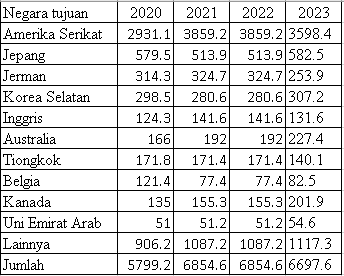 Negara tujuan 2020 2021 2022 2023
Amerika Serikat 2931.1 3859.2 3859.2 3598.4
Jepang 579.5 513.9 513.9 582.5
Jerman 314.3 324.7 324.7 253.9
Korea Selatan 298.5 280.6 280.6 307.2
Inggris 124.3 141.6 141.6 131.6
Australia 166 192 192 227.4
Tiongkok 171.8 171.4 171.4 140.1
Belgia 121.4 77.4 77.4 82.5
Kanada 135 155.3 155.3 201.9
Uni Emirat Arab 51 51.2 51.2 54.6
Lainnya 906.2 1087.2 1087.2 1117.3
Jumlah 5799.2 6854.6 6854.6 6697.6